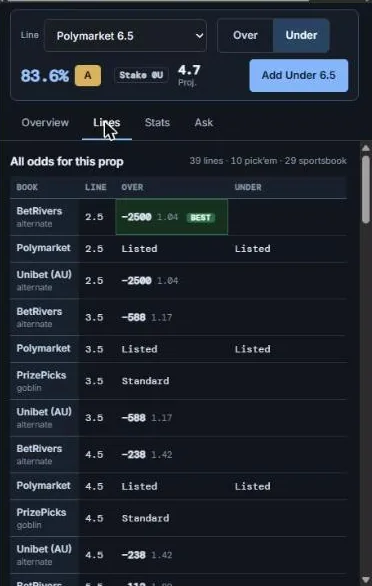 Line Polymarket 6.5 Over Under
83.6% A Stake 0U 4.7 Add Under 6.5
Proj.
Overview Lines Stats Ask
All odds for this prop 39 lines · 10 pick'em · 29 sportsbook
BOOK LINE OVER UNDER
BetRivers 2.5 −2500 1.04 BEST
alternate
Polymarket 2.5 Listed Listed
Unibet (AU) 2.5 −2500 1.04
alternate
BetRivers 3.5 −588 1.17
alternate
Polymarket 3.5 Listed Listed
PrizePicks 3.5 Standard
goblin
Unibet (AU) 3.5 −588 1.17
alternate
BetRivers 4.5 −238 1.42
alternate
Polymarket 4.5 Listed Listed
PrizePicks 4.5 Standard
goblin
Unibet (AU) 4.5 −238 1.42
alternate
BetRivers